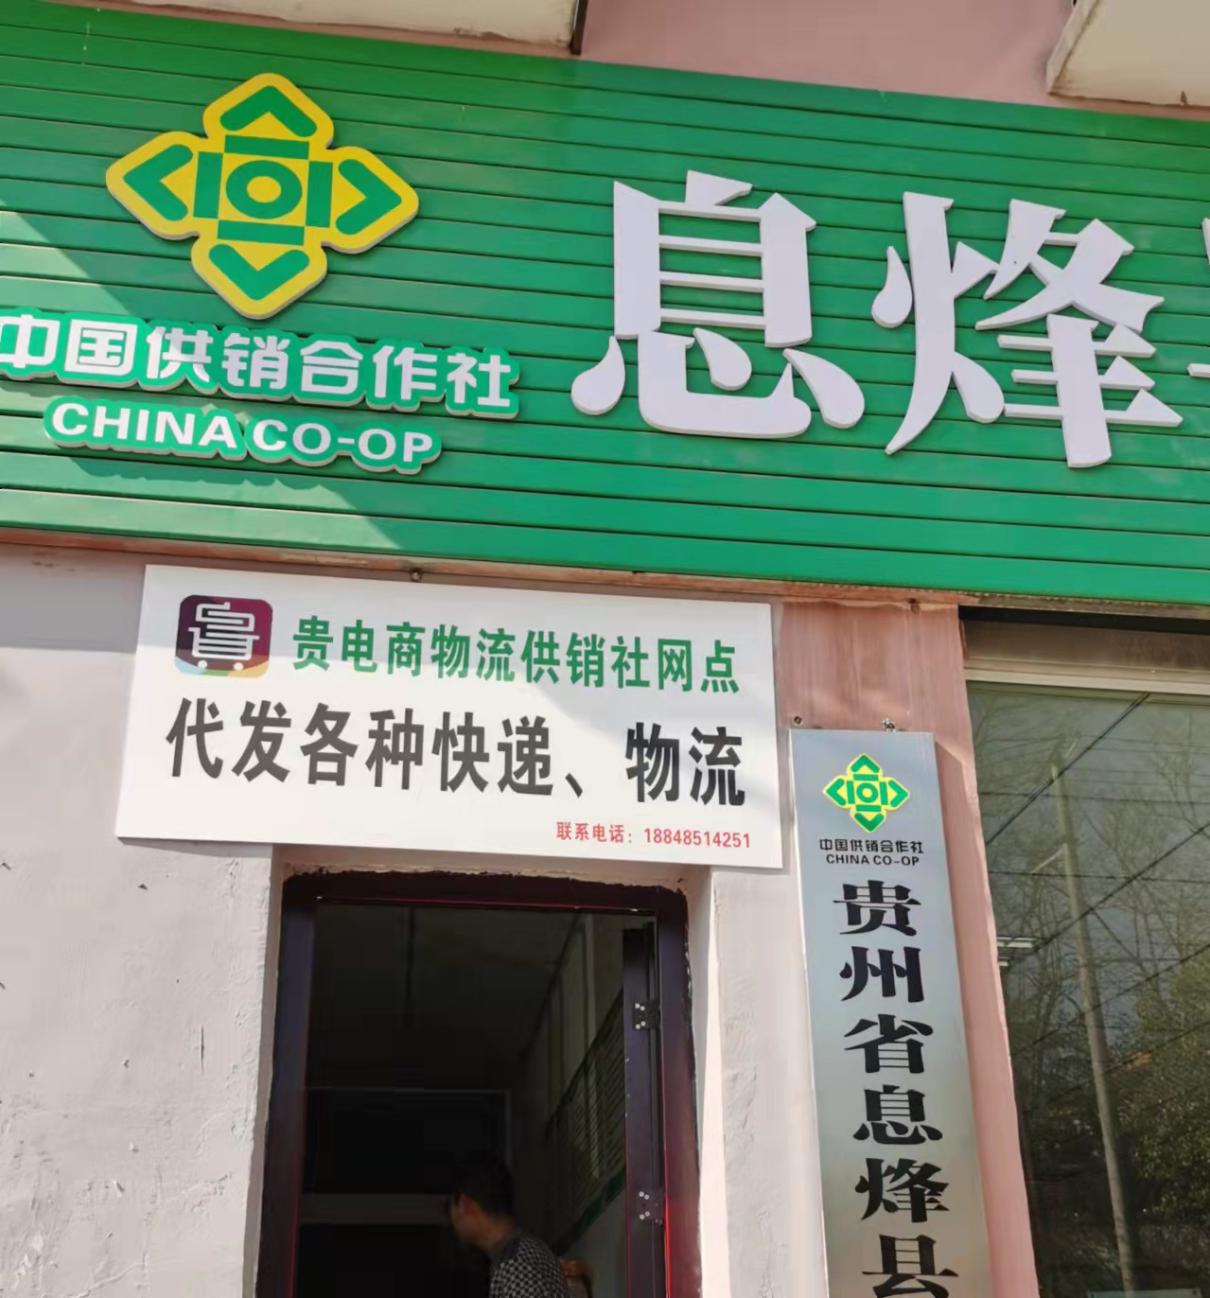 中国供销合作社
CHINA CO-OP
息烽
贵电商物流供销社网点
代发各种快递、物流
联系电话：18848514251
中国供销合作社
CHINA CO-OP
贵州省息烽县